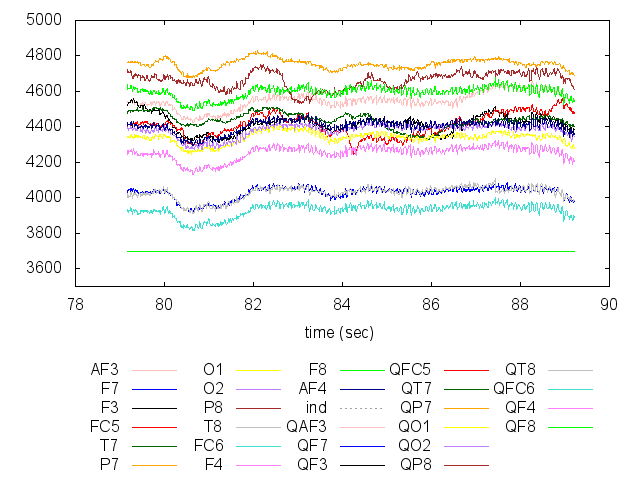 5000
4800
4600
4400
4200
4000
3800
3600
78 80 82 84 86 88 90
time (sec)
AF3 O1 F8 QFC5 QT8
F7 O2 AF4 QT7 QFC6
F3 P8 ind QP7 QF4
FC5 T8 QAF3 QO1 QF8
T7 FC6 QF7 QO2
P7 F4 QF3 QP8